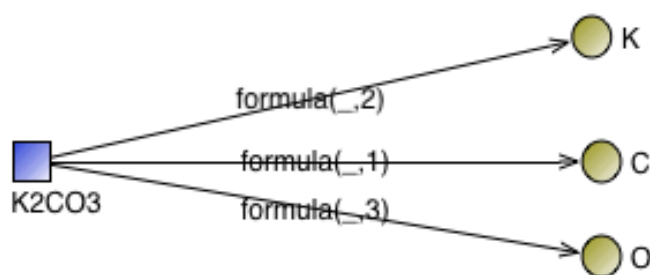 K
formula(_,2)
formula(_,1)
C
K2CO3
formula(_,3)
O